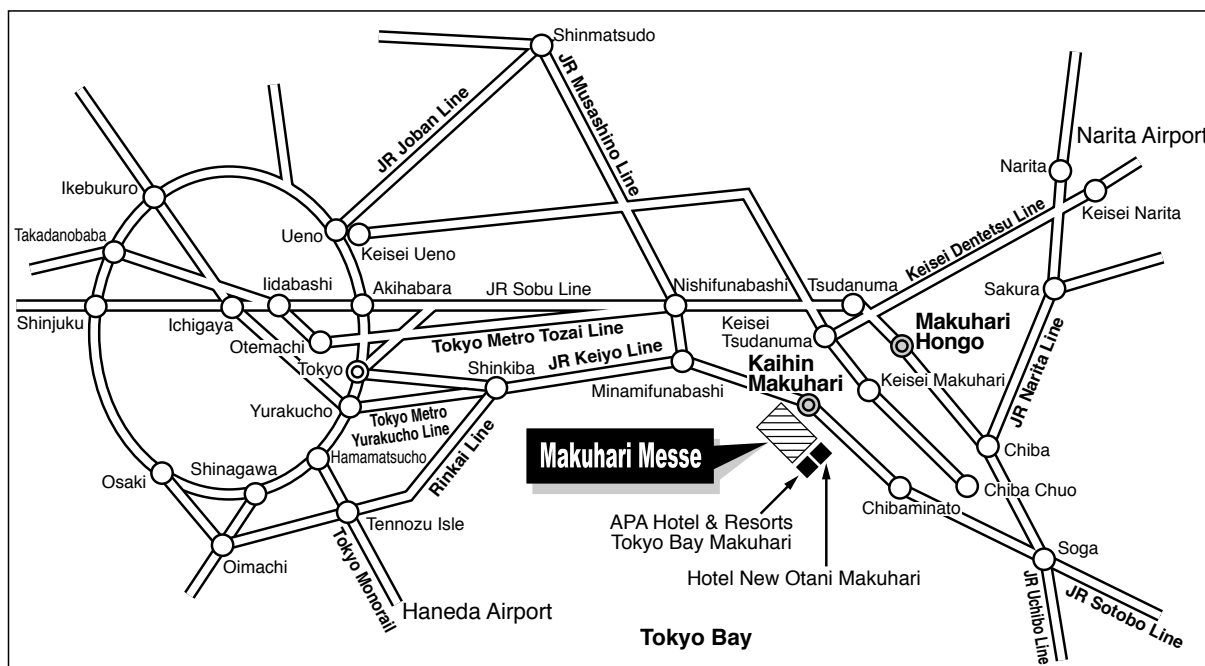 Shinmatsudo
JR Musashino Line
JR Joban Line
Narita Airport
Narita
Ikebukuro
Keisei Narita
Takadanobaba
Ueno
Keisei Ueno
Keisei Dentetsu Line
Iidabashi
Akihabara
JR Sobu Line
Nishifunabashi
Tsudanuma
Sakura
Shinjuku
Ichigaya
Otemachi
Tokyo Metro Tozai Line
Keisei
Tsudanuma
Makuhari
Hongo
Tokyo
Shinkiba
JR Keiyo Line
Minamifunabashi
Kaihin
Makuhari
Keisei Makuhari
JR Narita Line
Yurakucho
Tokyo Metro
Yurakucho Line
Hamamatsucho
Rinkai Line
Makuhari Messe
Chiba
Osaki
Shinagawa
Chiba Chuo
Chibaminato
Tennozu Isle
APA Hotel & Resorts
Tokyo Bay Makuhari
Oimachi
Tokyo Monorail
Soga
Hotel New Otani Makuhari
Haneda Airport
JR Uchibo Line
JR Sotobo Line
Tokyo Bay